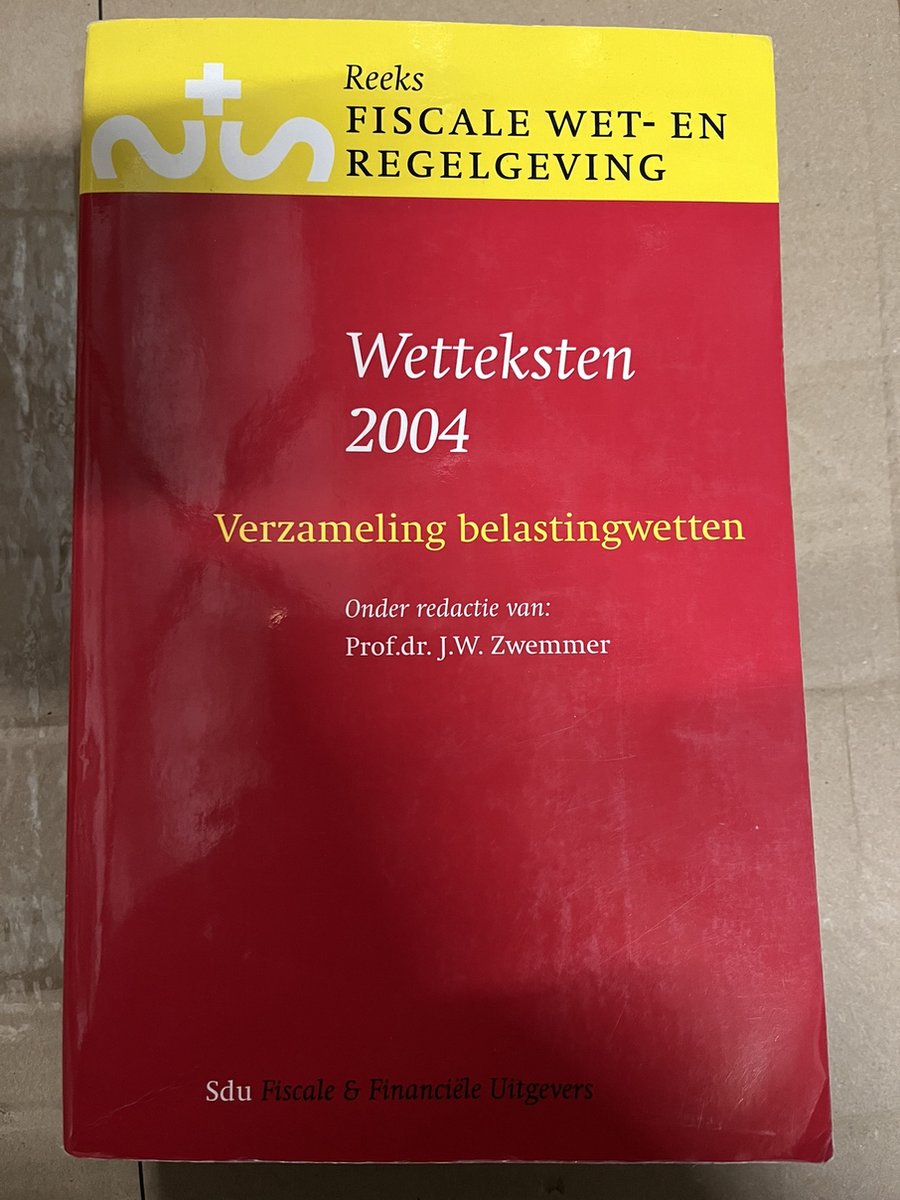 Reeks
FISCALE WET- EN
REGELGEVING
Wetteksten
2004
Verzameling belastingwetten
Onder redactie van:
Prof.dr. J.W. Zwemmer
Sdu Fiscale & Financiële Uitgevers